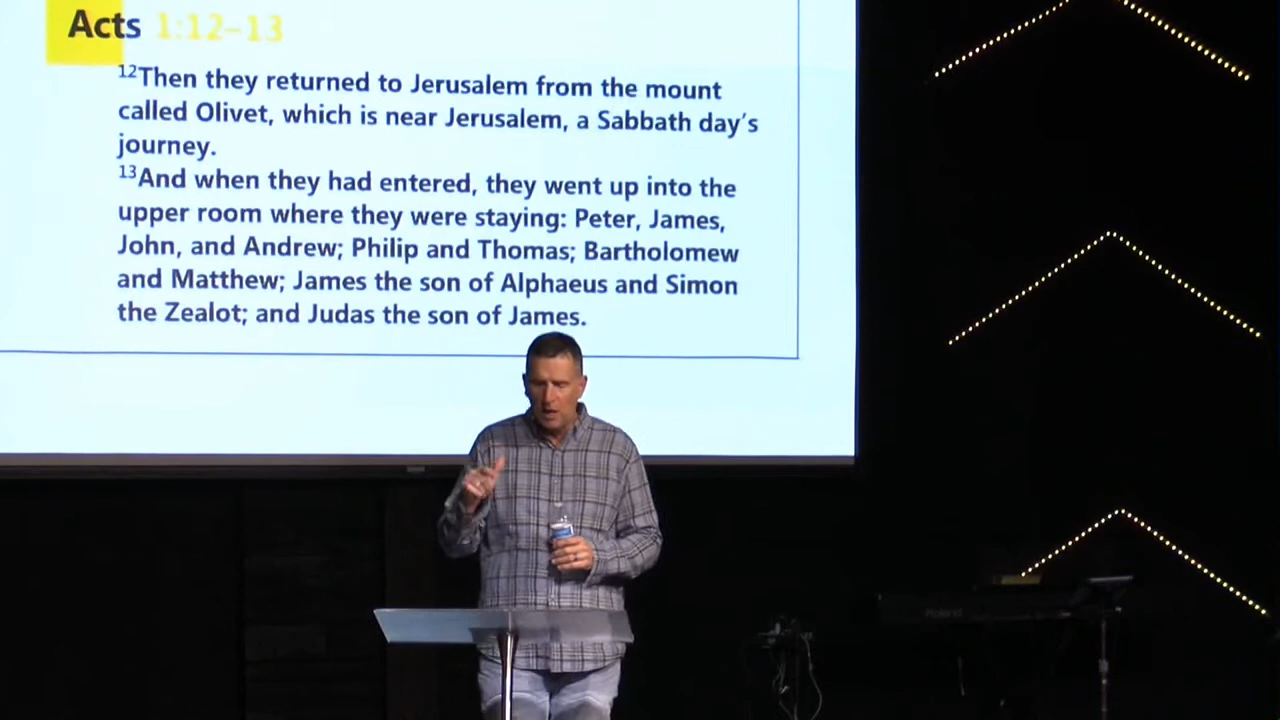 Acts 1:12–13
¹²Then they returned to Jerusalem from the mount
called Olivet, which is near Jerusalem, a Sabbath day's
journey.
¹³And when they had entered, they went up into the
upper room where they were staying: Peter, James,
John, and Andrew; Philip and Thomas; Bartholomew
and Matthew; James the son of Alphaeus and Simon
the Zealot; and Judas the son of James.
Roland